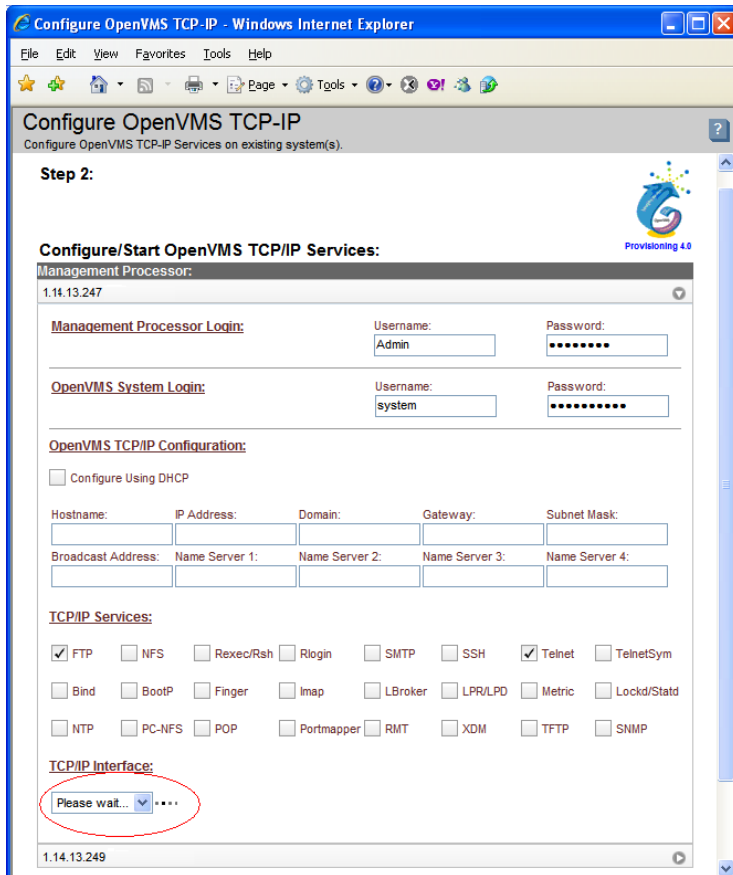 Configure OpenVMS TCP-IP - Windows Internet Explorer
File Edit View Favorites Tools Help
Page Tools
Configure OpenVMS TCP-IP
Configure OpenVMS TCP-IP Services on existing system(s).
Step 2:
Provisioning 4.0
Configure/Start OpenVMS TCP/IP Services:
Management Processor:
1.14.13.247
Management Processor Login: Username: Password:
Admin ••••••••
OpenVMS System Login: Username: Password:
system ••••••••••
OpenVMS TCP/IP Configuration:
Configure Using DHCP
Hostname: IP Address: Domain: Gateway: Subnet Mask:
Broadcast Address: Name Server 1: Name Server 2: Name Server 3: Name Server 4:
TCP/IP Services:
FTP NFS Rexec/Rsh Rlogin SMTP SSH Telnet TelnetSym
Bind BootP Finger Imap LBroker LPR/LPD Metric Lockd/Statd
NTP PC-NFS POP Portmapper RMT XDM TFTP SNMP
TCP/IP Interface:
Please wait...
1.14.13.249